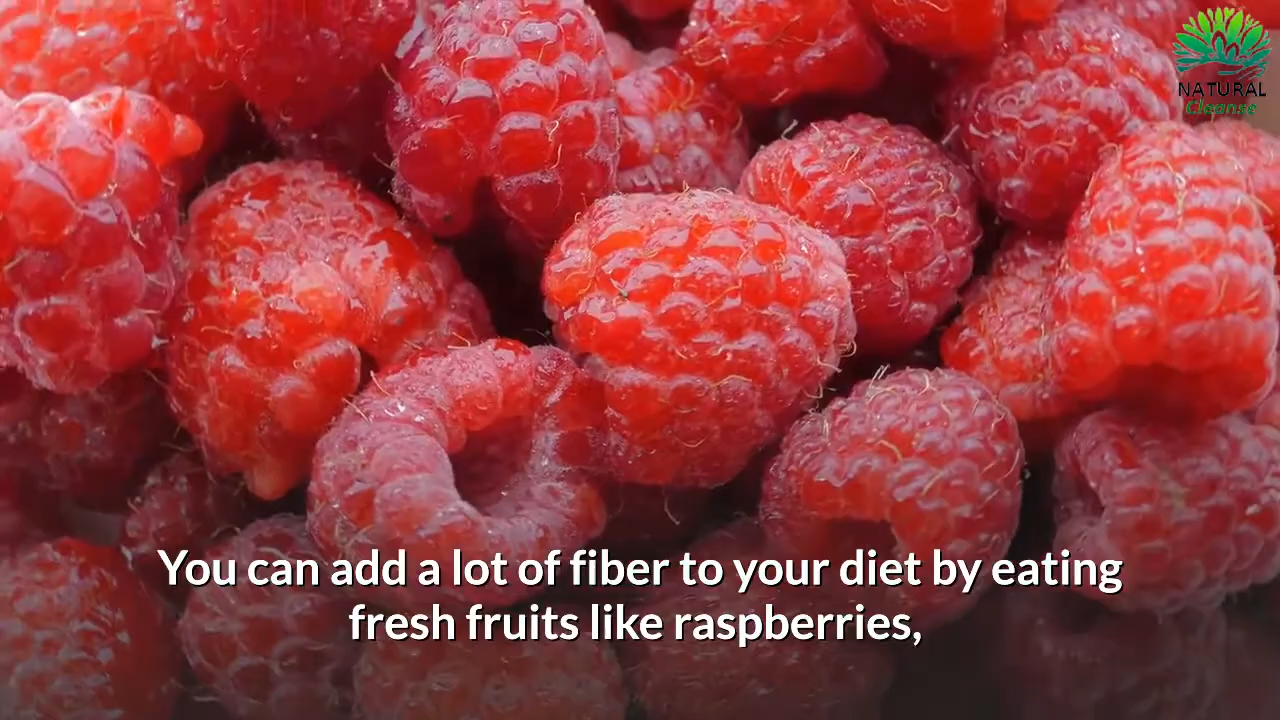 NATURAL
Cleanse
You can add a lot of fiber to your diet by eating
fresh fruits like raspberries,